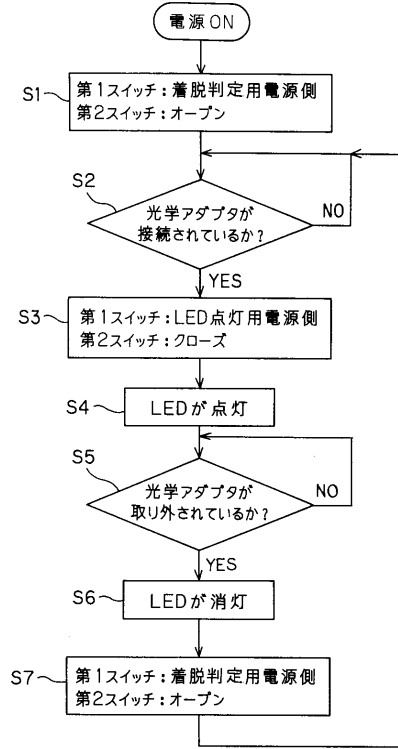 電源ON
S1
第1スイッチ:着脱判定用電源側
第2スイッチ:オープン
S2
光学アダプタが
接続されているか?
NO
YES
S3
第1スイッチ:LED点灯用電源側
第2スイッチ:クローズ
S4
LEDが点灯
S5
光学アダプタが
取り外されているか?
NO
YES
S6
LEDが消灯
S7
第1スイッチ:着脱判定用電源側
第2スイッチ:オープン